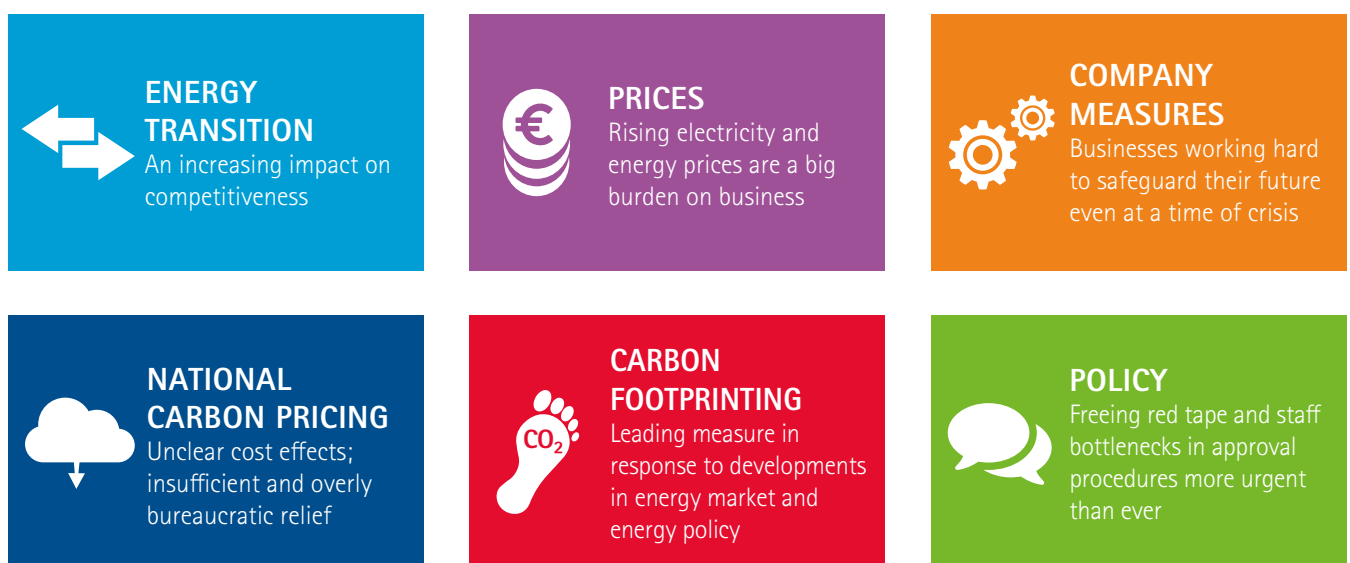 ENERGY
TRANSITION
An increasing impact on
competitiveness
€
PRICES
Rising electricity and
energy prices are a big
burden on business
COMPANY
MEASURES
Businesses working hard
to safeguard their future
even at a time of crisis
NATIONAL
CARBON PRICING
Unclear cost effects;
insufficient and overly
bureaucratic relief
CO₂
CARBON
FOOTPRINTING
Leading measure in
response to developments
in energy market and
energy policy
POLICY
Freeing red tape and staff
bottlenecks in approval
procedures more urgent
than ever